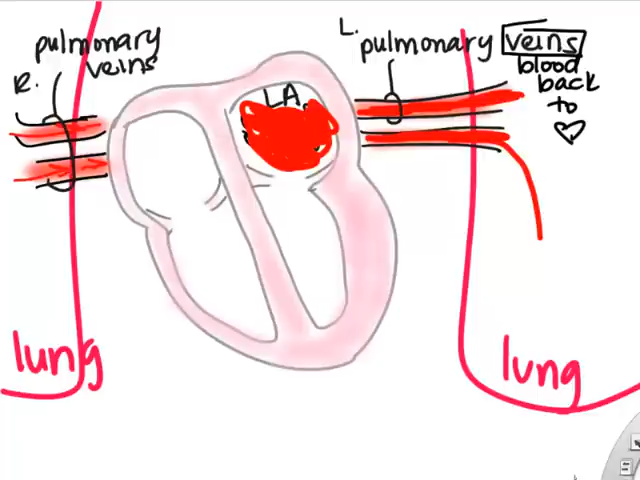 R. pulmonary
veins
L. pulmonary veins
blood
back
to
LA
lung
lung